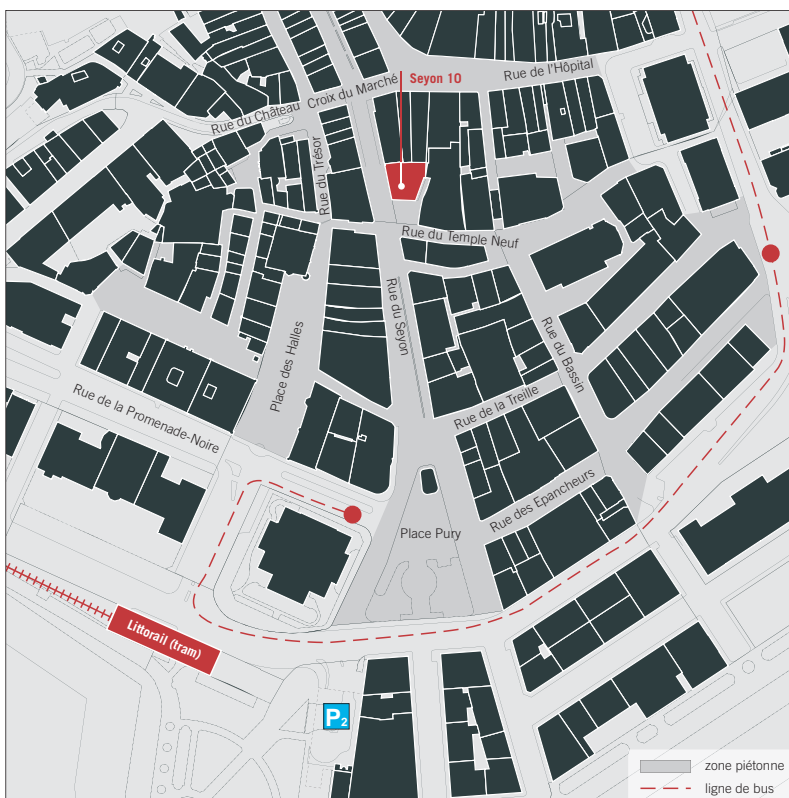 Seyon 10
Rue de l'Hôpital
Rue du Château
Croix du Marché
Rue du Trésor
Rue du Temple Neuf
Rue du Seyon
Place des Halles
Rue du Bassin
Rue de la Treille
Rue de la Promenade-Noire
Rue des Epancheurs
Place Pury
Littorail (tram)
P2
zone piétonne
ligne de bus